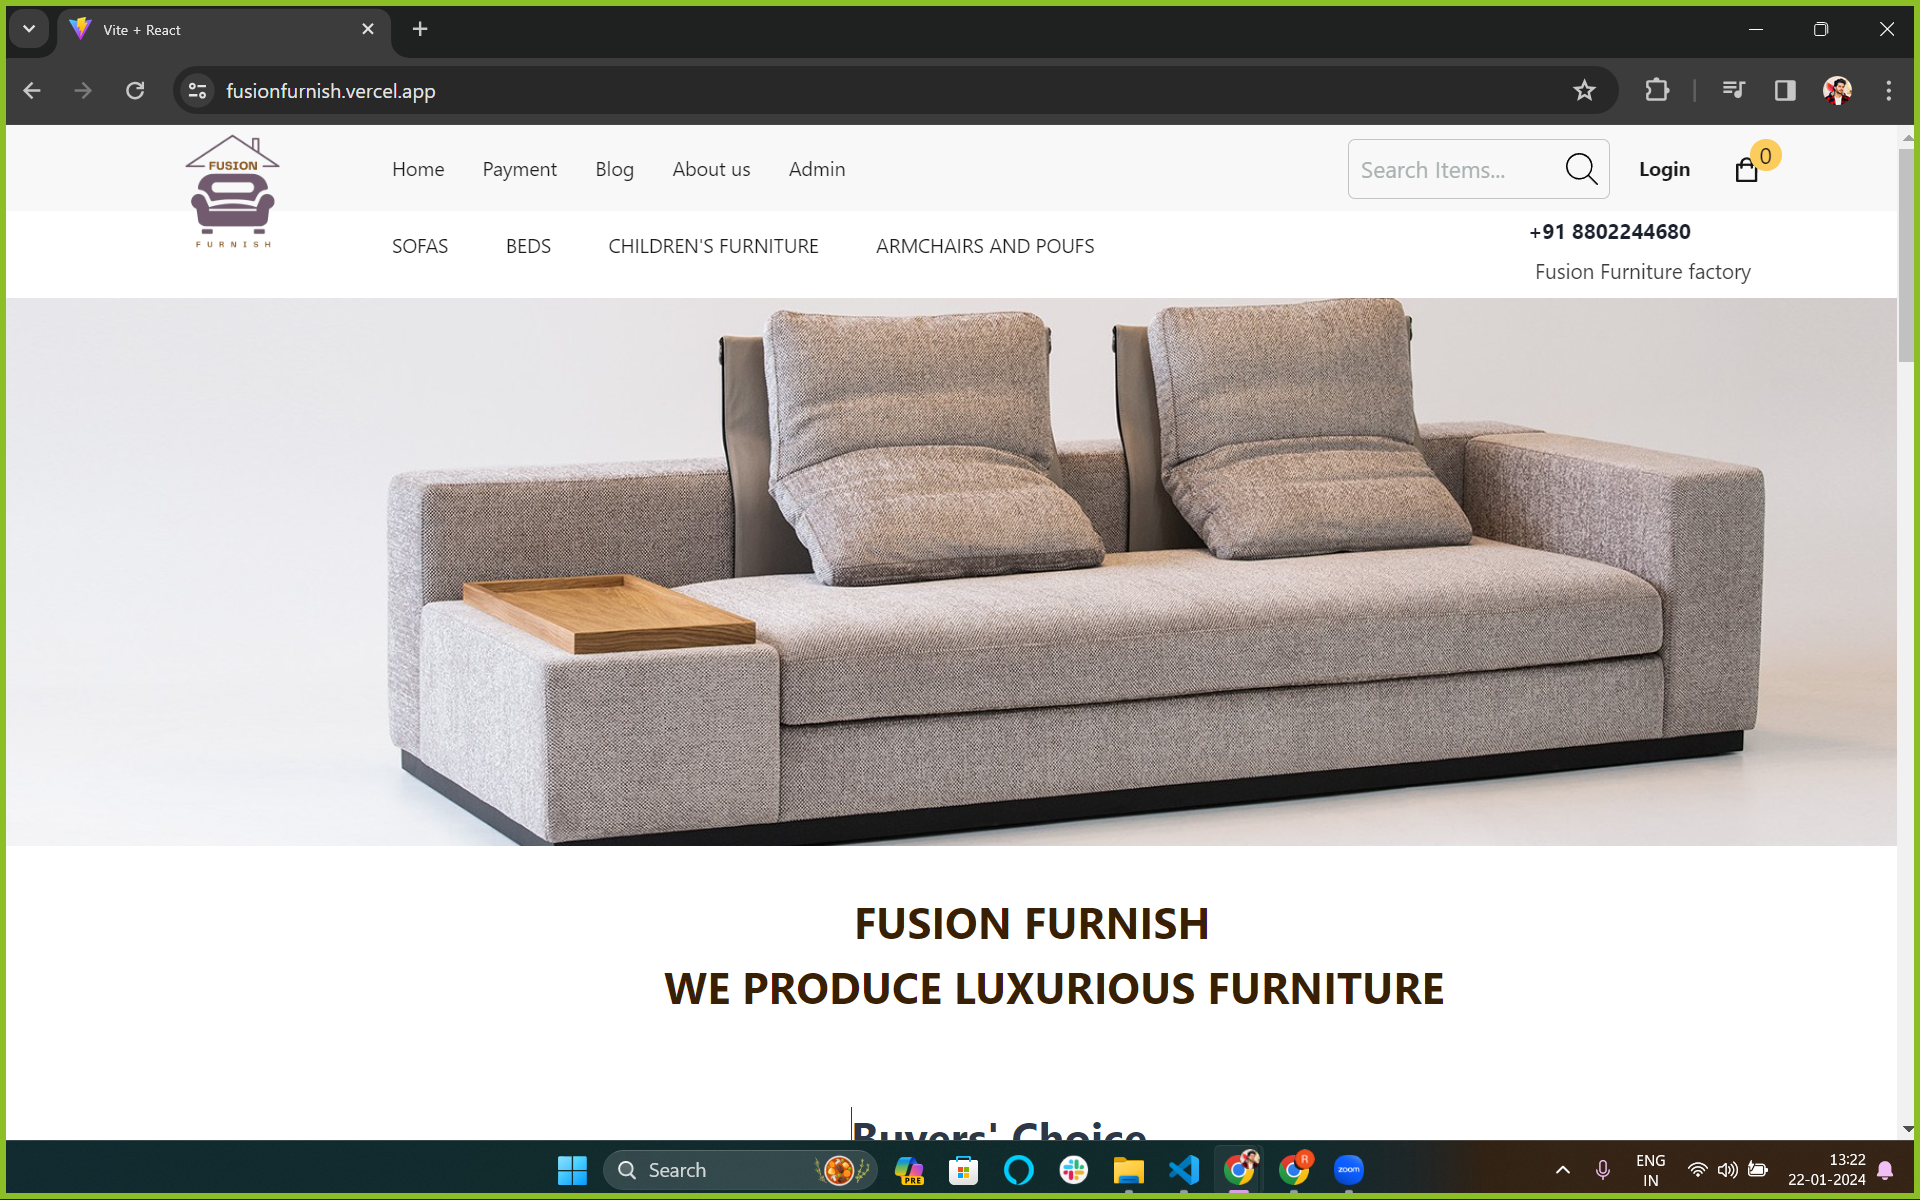 Vite + React
fusionfurnish.vercel.app
FUSION
FURNISH
Home Payment Blog About us Admin
Search Items...
Login
0
SOFAS BEDS CHILDREN'S FURNITURE ARMCHAIRS AND POUFS
+91 8802244680
Fusion Furniture factory
FUSION FURNISH
WE PRODUCE LUXURIOUS FURNITURE
Buyers' Choice
Search
PRE
R
zoom
ENG
IN
13:22
22-01-2024